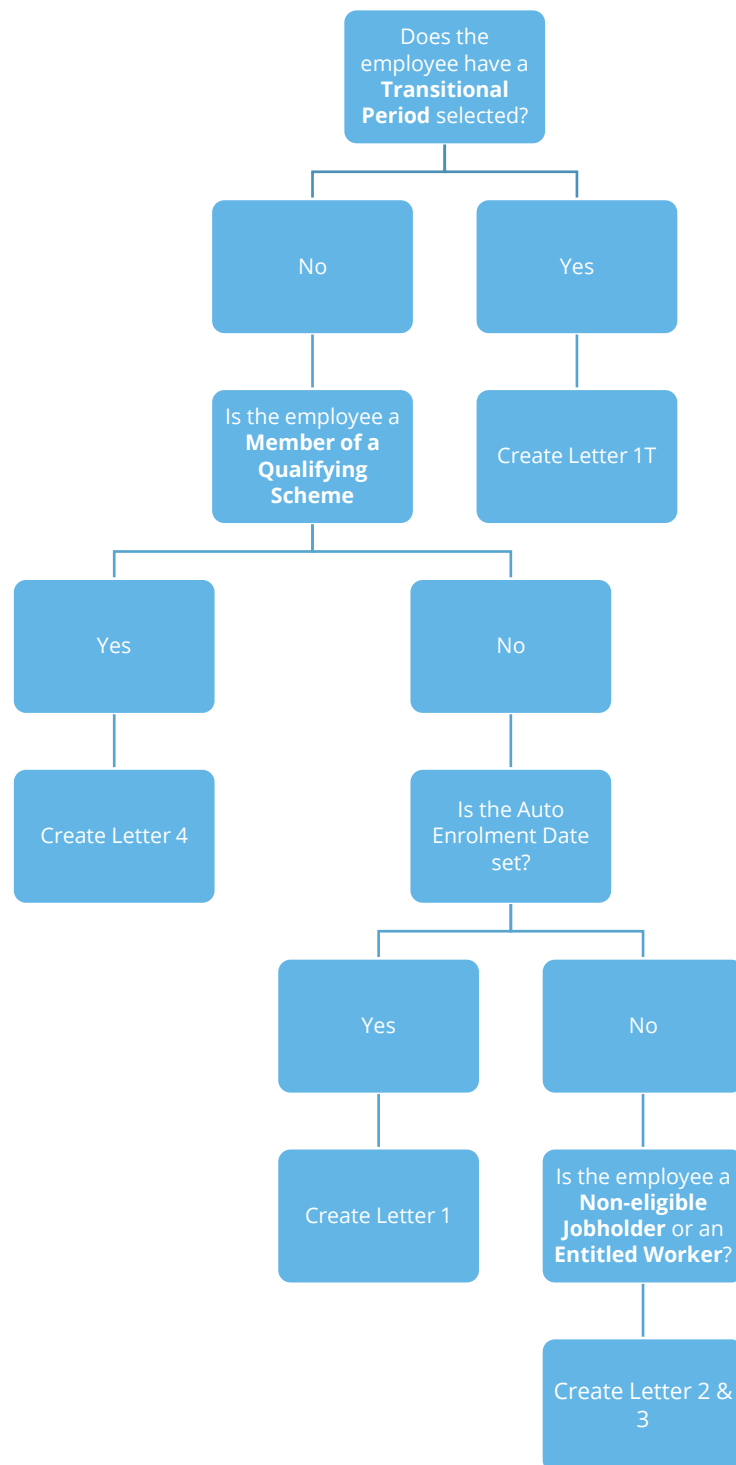 Does the
employee have a
Transitional
Period selected?
No
Yes
Is the employee a
Member of a
Qualifying
Scheme
Create Letter 1T
Yes
No
Create Letter 4
Is the Auto
Enrolment Date
set?
Yes
No
Create Letter 1
Is the employee a
Non-eligible
Jobholder or an
Entitled Worker?
Create Letter 2 &
3